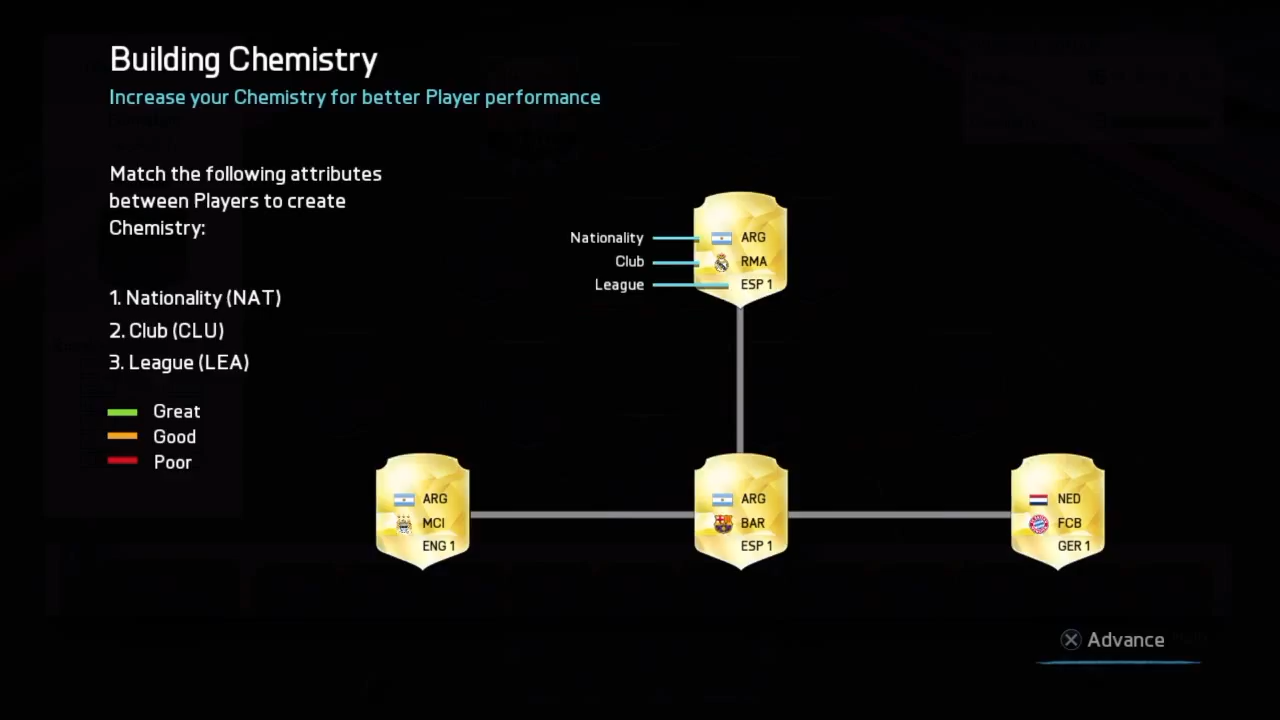 Building Chemistry
Increase your Chemistry for better Player performance
Match the following attributes
between Players to create
Chemistry:
1. Nationality (NAT)
2. Club (CLU)
3. League (LEA)
Great
Good
Poor
Nationality
Club
League
ARG
RMA
ESP 1
ARG
MCI
ENG 1
ARG
BAR
ESP 1
NED
FCB
GER 1
Advance